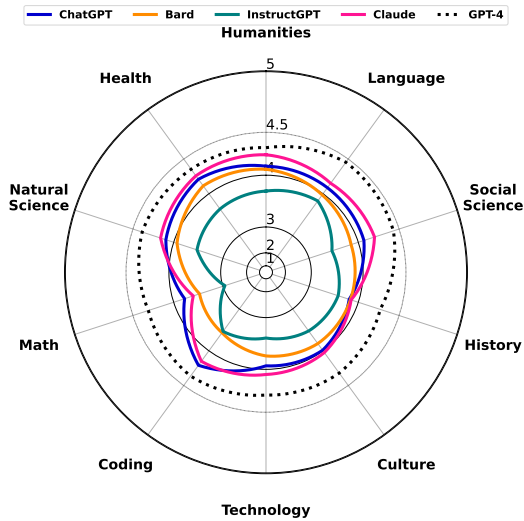 ChatGPT Bard InstructGPT Claude GPT-4
Humanities
5
Health Language
4.5
4
Natural
Science
Social
Science
3
2
1
Math History
Coding Culture
Technology